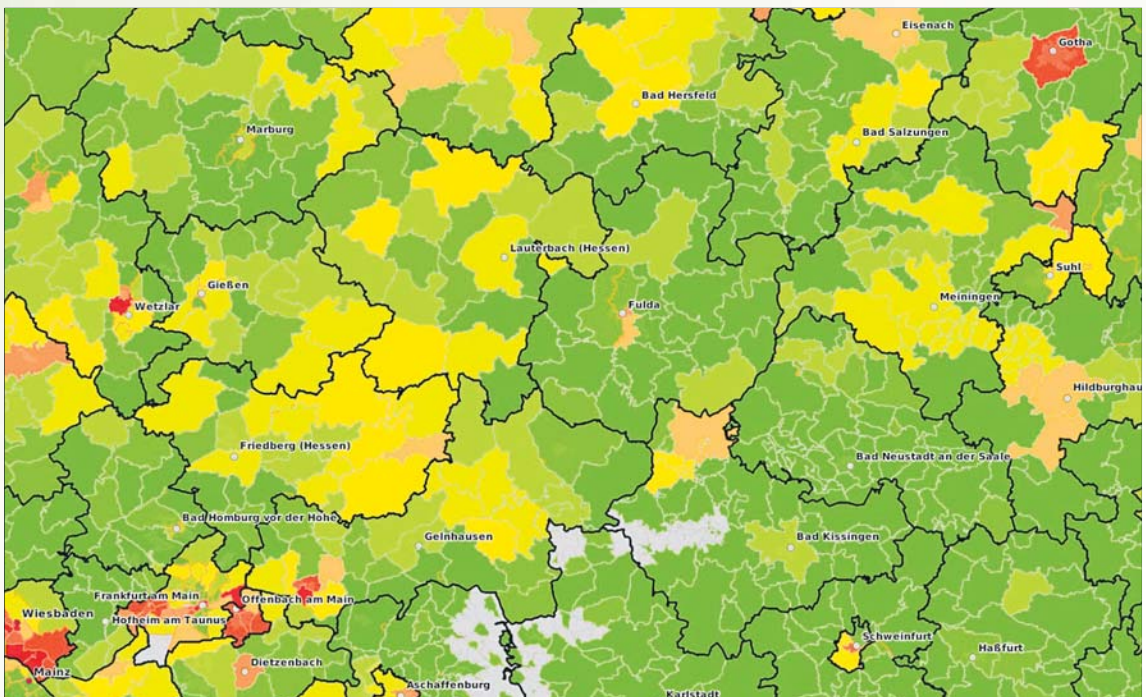 Eisenach
Gotha
Bad Hersfeld
Marburg
Bad Salzungen
Lauterbach (Hessen)
Suhl
Gießen
Wetzlar
Fulda
Meiningen
Hildburghau
Friedberg (Hessen)
Bad Neustadt an der Saale
Bad Homburg vor der Höhe
Gelnhausen
Bad Kissingen
Frankfurt am Main
Offenbach am Main
Wiesbaden
Hofheim am Taunus
Schweinfurt
Haßfurt
Mainz
Dietzenbach
Aschaffenburg
Karlstadt